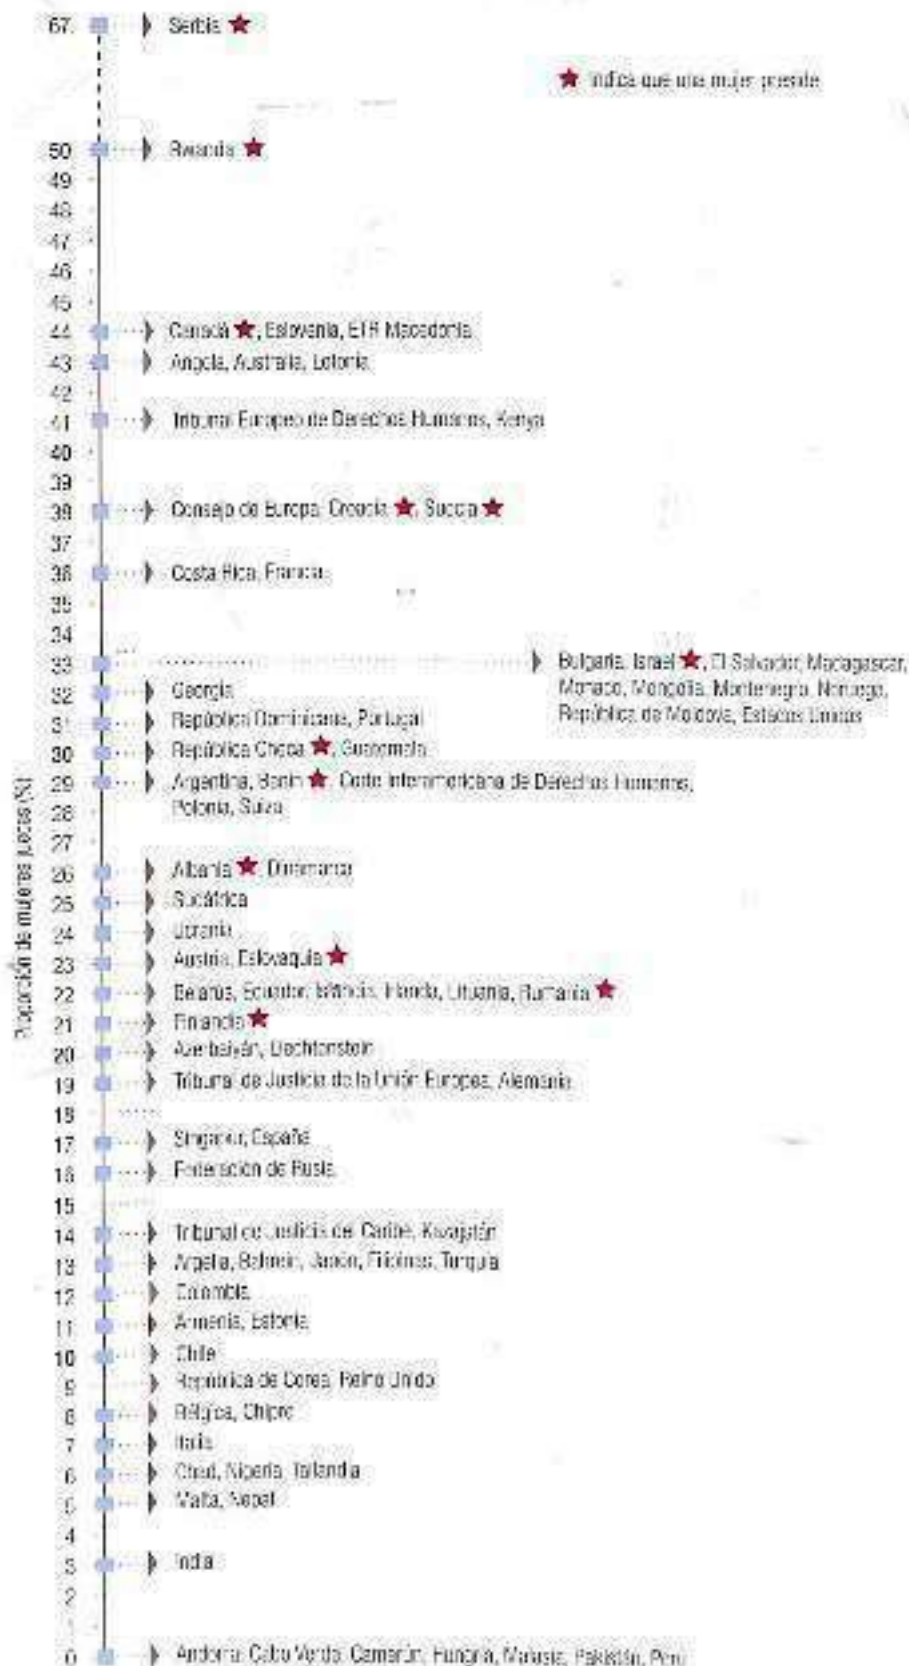 67 Serbia ★
★ Indica que una mujer preside
50 Rwanda ★
49
48
47
46
45
44 Canadá ★, Eslovenia, ETR Macedonia
43 Angola, Australia, Letonia
42
41 Tribunal Europeo de Derechos Humanos, Kenya
40
39
38 Consejo de Europa, Croacia ★, Suecia ★
37
36 Costa Rica, Francia
35
34
33 Bulgaria, Israel ★, El Salvador, Madagascar,
Monaco, Mongolia, Montenegro, Noruega,
República de Moldova, Estados Unidos
32 Georgia
31 República Dominicana, Portugal
30 República Checa ★, Guatemala
29 Argentina, Benin ★, Corte Interamericana de Derechos Humanos,
Polonia, Suiza
28
27
26 Albania ★, Dinamarca
25 Sudáfrica
24 Ucrania
23 Austria, Eslovaquia ★
22 Belarus, Ecuador, Islandia, Irlanda, Lituania, Rumania ★
21 Finlandia ★
20 Azerbaiyán, Liechtenstein
19 Tribunal de Justicia de la Unión Europea, Alemania
18
17 Singapur, España
16 Federación de Rusia
15
14 Tribunal de Justicia del Caribe, Kazajstán
13 Argelia, Bahrein, Japón, Filipinas, Turquía
12 Colombia
11 Armenia, Estonia
10 Chile
9 República de Corea, Reino Unido
8 Bélgica, Chipre
7 Italia
6 Chad, Nigeria, Tailandia
5 Malta, Nepal
4
3 India
2
1
0 Andorra, Cabo Verde, Camerún, Hungría, Malasia, Pakistán, Perú
Proporción de mujeres juezas (%)